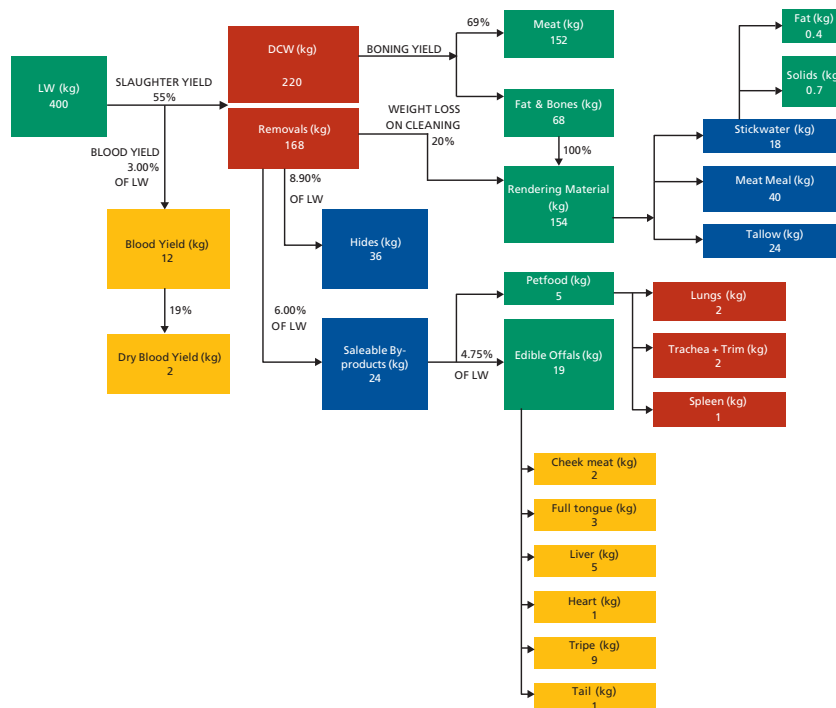 LW (kg)
400
SLAUGHTER YIELD
55%
BLOOD YIELD
3.00%
OF LW
Blood Yield (kg)
12
19%
Dry Blood Yield (kg)
2
DCW (kg)
220
BONING YIELD
Removals (kg)
168
WEIGHT LOSS
ON CLEANING
20%
8.90%
OF LW
Hides (kg)
36
6.00%
OF LW
Saleable By-
products (kg)
24
4.75%
OF LW
69%
Meat (kg)
152
Fat & Bones (kg)
68
100%
Rendering Material
(kg)
154
Petfood (kg)
5
Edible Offals (kg)
19
Fat (kg)
0.4
Solids (kg)
0.7
Stickwater (kg)
18
Meat Meal (kg)
40
Tallow (kg)
24
Lungs (kg)
2
Trachea + Trim (kg)
2
Spleen (kg)
1
Cheek meat (kg)
2
Full tongue (kg)
3
Liver (kg)
5
Heart (kg)
1
Tripe (kg)
9
Tail (kg)
1